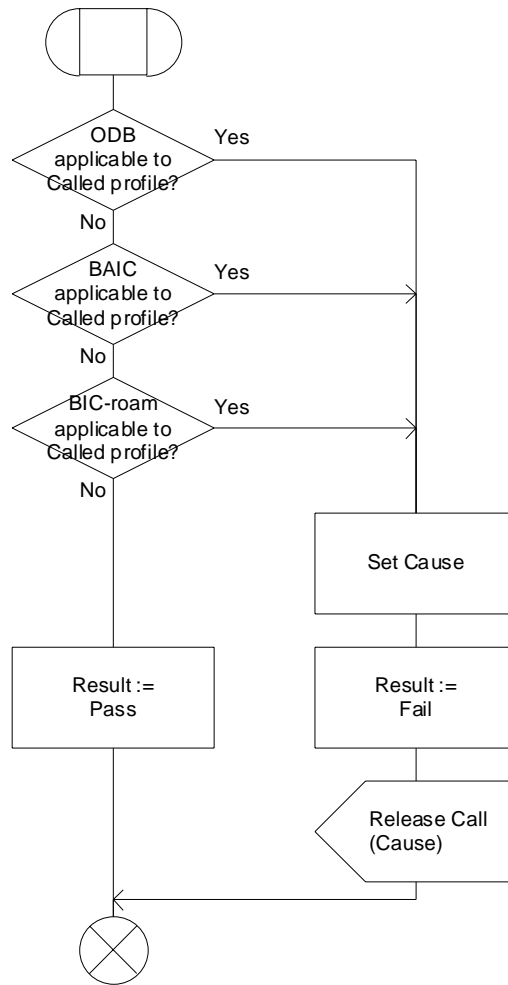 ODB
applicable to
Called profile?
Yes
No
BAIC
applicable to
Called profile?
Yes
No
BIC-roam
applicable to
Called profile?
Yes
No
Set Cause
Result :=
Pass
Result :=
Fail
Release Call
(Cause)